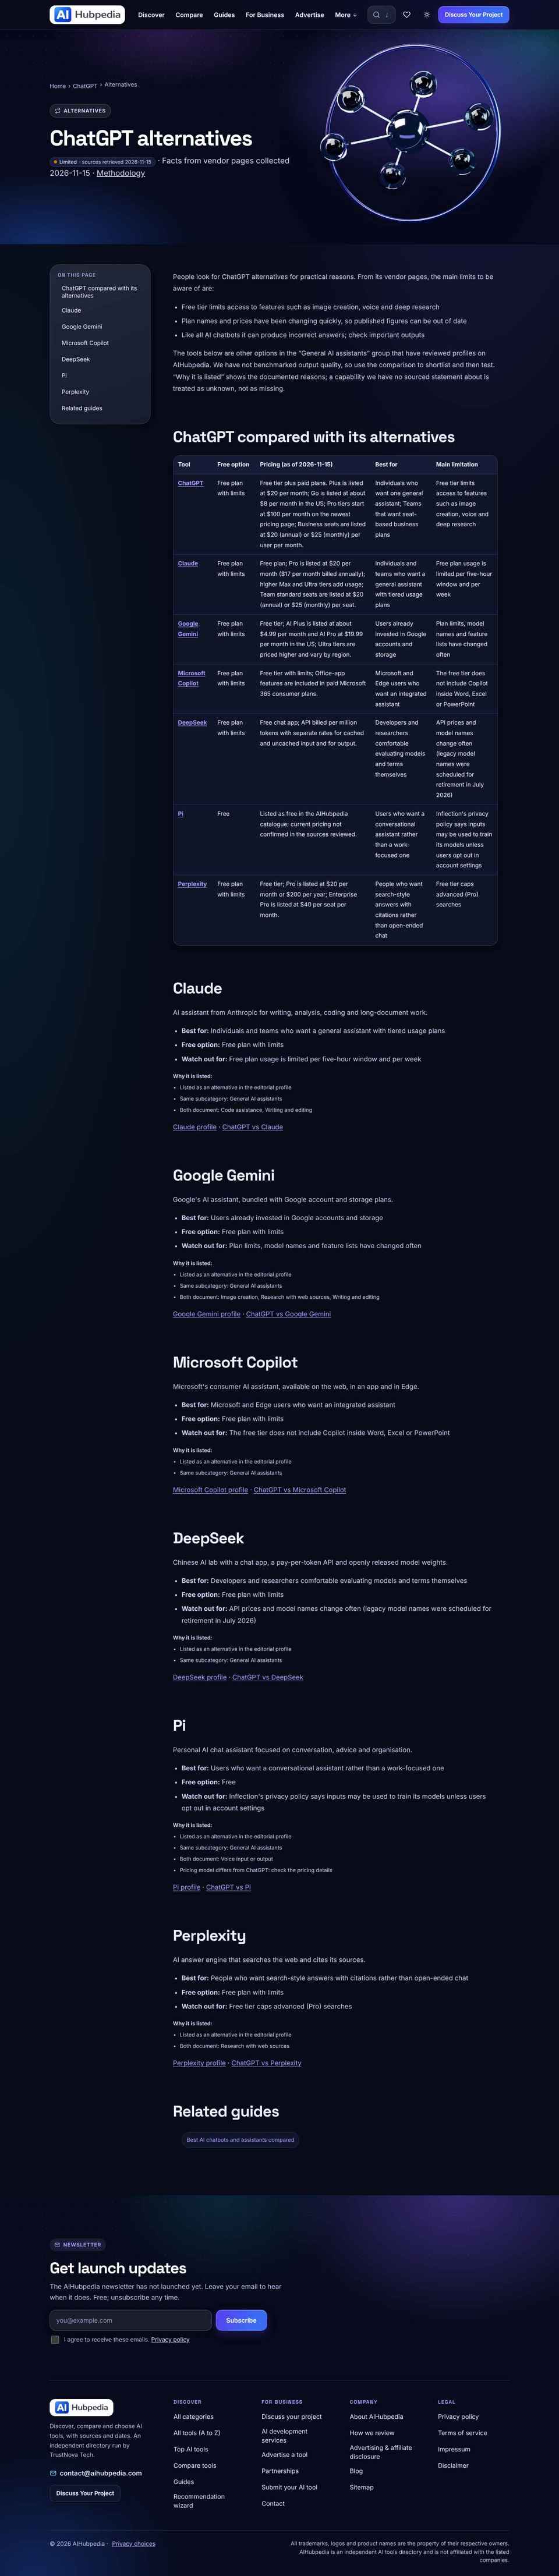 AI Hubpedia
Discover
Compare
Guides
For Business
Advertise
More +
Discuss Your Project
Home › ChatGPT › Alternatives
ALTERNATIVES
ChatGPT alternatives
Limited · sources retrieved 2026-11-15 · Facts from vendor pages collected
2026-11-15 · Methodology
ON THIS PAGE
ChatGPT compared with its
alternatives
Claude
Google Gemini
Microsoft Copilot
DeepSeek
Pi
Perplexity
Related guides
People look for ChatGPT alternatives for practical reasons. From its vendor pages, the main limits to be
aware of are:
• Free tier limits access to features such as image creation, voice and deep research
• Plan names and prices have been changing quickly, so published figures can be out of date
• Like all AI chatbots it can produce incorrect answers; check important outputs
The tools below are other options in the “General AI assistants” group that have reviewed profiles on
AIHubpedia. We have not benchmarked output quality, so use the comparison to shortlist and then test.
“Why it is listed” shows the documented reasons; a capability we have no sourced statement about is
treated as unknown, not as missing.
ChatGPT compared with its alternatives
Tool
Free option
Pricing (as of 2026-11-15)
Best for
Main limitation
ChatGPT
Free plan
with limits
Free tier plus paid plans. Plus is listed
at $20 per month; Go is listed at about
$8 per month in the US; Pro tiers start
at $100 per month on the newest
pricing page; Business seats are listed
at $20 (annual) or $25 (monthly) per
user per month.
Individuals who
want one general
assistant; Teams
that want seat-
based business
plans
Free tier limits
access to features
such as image
creation, voice and
deep research
Claude
Free plan
with limits
Free plan; Pro is listed at $20 per
month ($17 per month billed annually);
higher Max and Ultra tiers add usage;
Team standard seats are listed at $20
(annual) or $25 (monthly) per seat.
Individuals and
teams who want a
general assistant
with tiered usage
plans
Free plan usage is
limited per five-hour
window and per
week
Google
Gemini
Free plan
with limits
Free tier; AI Plus is listed at about
$4.99 per month and AI Pro at $19.99
per month in the US; Ultra tiers are
priced higher and vary by region.
Users already
invested in Google
accounts and
storage
Plan limits, model
names and feature
lists have changed
often
Microsoft
Copilot
Free plan
with limits
Free tier with limits; Office-app
features are included in paid Microsoft
365 consumer plans.
Microsoft and
Edge users who
want an integrated
assistant
The free tier does
not include Copilot
inside Word, Excel
or PowerPoint
DeepSeek
Free plan
with limits
Free chat app; API billed per million
tokens with separate rates for cached
and uncached input and for output.
Developers and
researchers
comfortable
evaluating models
and terms
themselves
API prices and
model names
change often
(legacy model
names were
scheduled for
retirement in July
2026)
Pi
Free
Listed as free in the AIHubpedia
catalogue; current pricing not
confirmed in the sources reviewed.
Users who want a
conversational
assistant rather
than a work-
focused one
Inflection's privacy
policy says inputs
may be used to train
its models unless
users opt out in
account settings
Perplexity
Free plan
with limits
Free tier; Pro is listed at $20 per
month or $200 per year; Enterprise
Pro is listed at $40 per seat per
month.
People who want
search-style
answers with
citations rather
than open-ended
chat
Free tier caps
advanced (Pro)
searches
Claude
AI assistant from Anthropic for writing, analysis, coding and long-document work.
• Best for: Individuals and teams who want a general assistant with tiered usage plans
• Free option: Free plan with limits
• Watch out for: Free plan usage is limited per five-hour window and per week
Why it is listed:
• Listed as an alternative in the editorial profile
• Same subcategory: General AI assistants
• Both document: Code assistance, Writing and editing
Claude profile · ChatGPT vs Claude
Google Gemini
Google's AI assistant, bundled with Google account and storage plans.
• Best for: Users already invested in Google accounts and storage
• Free option: Free plan with limits
• Watch out for: Plan limits, model names and feature lists have changed often
Why it is listed:
• Listed as an alternative in the editorial profile
• Same subcategory: General AI assistants
• Both document: Image creation, Research with web sources, Writing and editing
Google Gemini profile · ChatGPT vs Google Gemini
Microsoft Copilot
Microsoft's consumer AI assistant, available on the web, in an app and in Edge.
• Best for: Microsoft and Edge users who want an integrated assistant
• Free option: Free plan with limits
• Watch out for: The free tier does not include Copilot inside Word, Excel or PowerPoint
Why it is listed:
• Listed as an alternative in the editorial profile
• Same subcategory: General AI assistants
Microsoft Copilot profile · ChatGPT vs Microsoft Copilot
DeepSeek
Chinese AI lab with a chat app, a pay-per-token API and openly released model weights.
• Best for: Developers and researchers comfortable evaluating models and terms themselves
• Free option: Free plan with limits
• Watch out for: API prices and model names change often (legacy model names were scheduled for
retirement in July 2026)
Why it is listed:
• Listed as an alternative in the editorial profile
• Same subcategory: General AI assistants
DeepSeek profile · ChatGPT vs DeepSeek
Pi
Personal AI chat assistant focused on conversation, advice and organisation.
• Best for: Users who want a conversational assistant rather than a work-focused one
• Free option: Free
• Watch out for: Inflection's privacy policy says inputs may be used to train its models unless users
opt out in account settings
Why it is listed:
• Listed as an alternative in the editorial profile
• Same subcategory: General AI assistants
• Both document: Voice input or output
• Pricing model differs from ChatGPT: check the pricing details
Pi profile · ChatGPT vs Pi
Perplexity
AI answer engine that searches the web and cites its sources.
• Best for: People who want search-style answers with citations rather than open-ended chat
• Free option: Free plan with limits
• Watch out for: Free tier caps advanced (Pro) searches
Why it is listed:
• Listed as an alternative in the editorial profile
• Both document: Research with web sources
Perplexity profile · ChatGPT vs Perplexity
Related guides
Best AI chatbots and assistants compared
NEWSLETTER
Get launch updates
The AIHubpedia newsletter has not launched yet. Leave your email to hear
when it does. Free; unsubscribe any time.
you@example.com
Subscribe
I agree to receive these emails. Privacy policy
AI Hubpedia
Discover, compare and choose AI
tools, with sources and dates. An
independent directory run by
TrustNova Tech.
contact@aihubpedia.com
Discuss Your Project
DISCOVER
All categories
All tools (A to Z)
Top AI tools
Compare tools
Guides
Recommendation
wizard
FOR BUSINESS
Discuss your project
AI development
services
Advertise a tool
Partnerships
Submit your AI tool
Contact
COMPANY
About AIHubpedia
How we review
Advertising & affiliate
disclosure
Blog
Sitemap
LEGAL
Privacy policy
Terms of service
Impressum
Disclaimer
© 2026 AIHubpedia · Privacy choices
All trademarks, logos and product names are the property of their respective owners.
AIHubpedia is an independent AI tools directory and is not affiliated with the listed
companies.